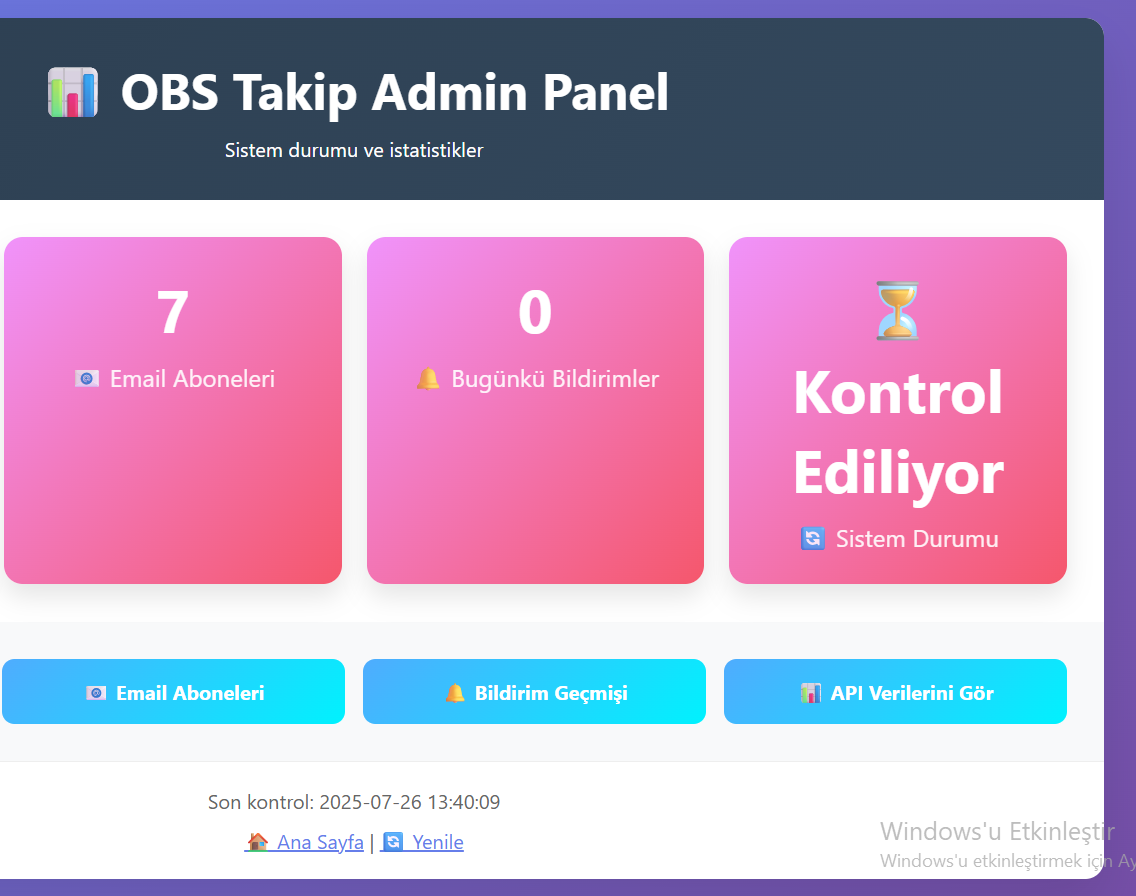 OBS Takip Admin Panel
Sistem durumu ve istatistikler
7
Email Aboneleri
0
Bugünkü Bildirimler
Kontrol
Ediliyor
Sistem Durumu
Email Aboneleri
Bildirim Geçmişi
API Verilerini Gör
Son kontrol: 2025-07-26 13:40:09
Ana Sayfa | Yenile
Windows'u Etkinleştir
Windows'u etkinleştirmek için Ay